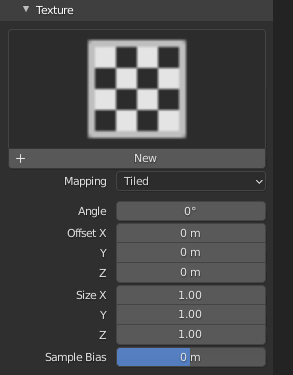 Texture
+ New
Mapping Tiled
Angle 0°
Offset X 0 m
Y 0 m
Z 0 m
Size X 1.00
Y 1.00
Z 1.00
Sample Bias 0 m